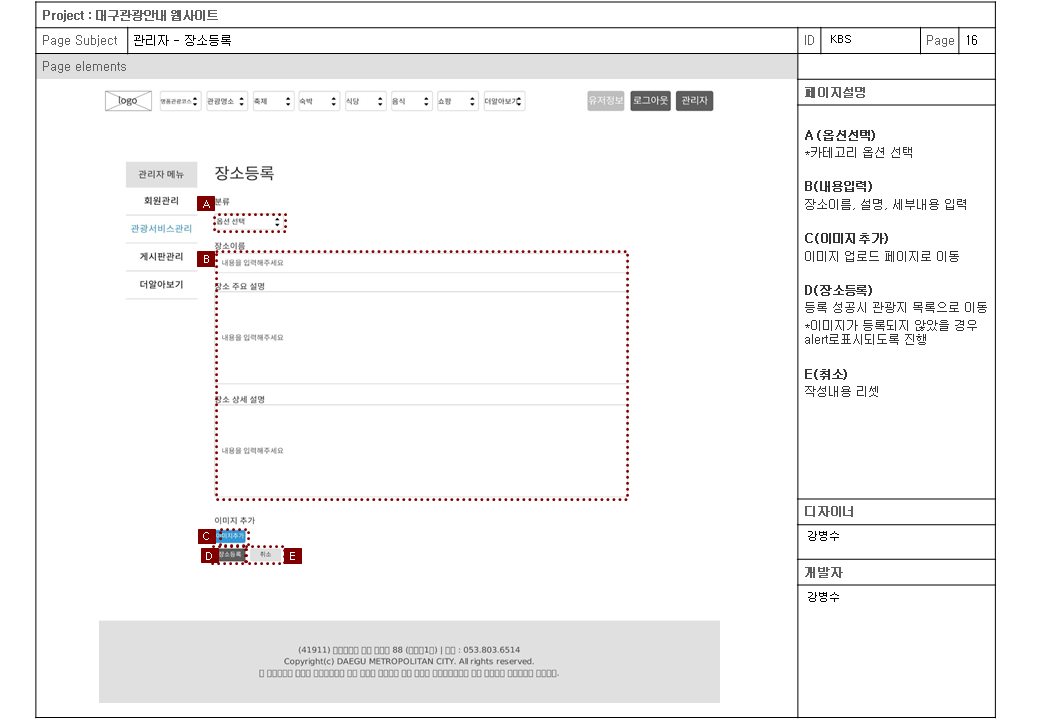 Project : 대구관광안내 웹사이트
Page Subject 관리자 – 장소등록 ID KBS Page 16
Page elements
logo 명품관광코스 관광명소 축제 숙박 식당 음식 쇼핑 더알아보기 유저정보 로그아웃 관리자
관리자 메뉴
회원관리
관광서비스관리
게시판관리
더알아보기
장소등록
A 분류
옵션 선택
장소이름
B 내용을 입력해주세요
장소 주요 설명
내용을 입력해주세요
장소 상세 설명
내용을 입력해주세요
이미지 추가
C 이미지추가
D 장소등록 취소 E
(41911) 88 ( 1 ) | : 053.803.6514
Copyright(c) DAEGU METROPOLITAN CITY. All rights reserved.
페이지설명
A (옵션선택)
*카테고리 옵션 선택
B(내용입력)
장소이름, 설명, 세부내용 입력
C(이미지 추가)
이미지 업로드 페이지로 이동
D(장소등록)
등록 성공시 관광지 목록으로 이동
*이미지가 등록되지 않았을 경우
alert로표시되도록 진행
E(취소)
작성내용 리셋
디자이너
강병수
개발자
강병수